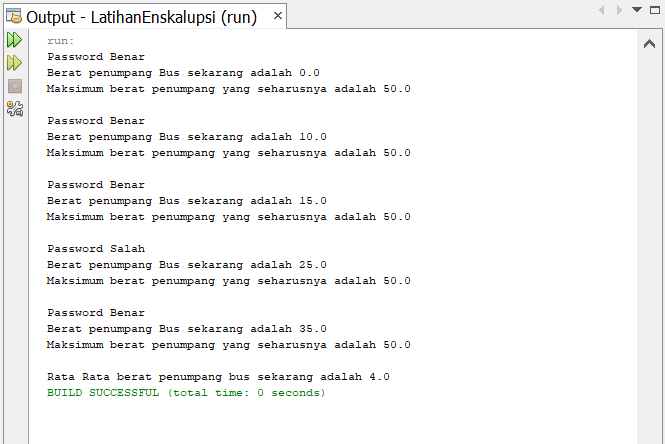 Output - LatihanEnskalupsi (run)
run:
Password Benar
Berat penumpang Bus sekarang adalah 0.0
Maksimum berat penumpang yang seharusnya adalah 50.0
Password Benar
Berat penumpang Bus sekarang adalah 10.0
Maksimum berat penumpang yang seharusnya adalah 50.0
Password Benar
Berat penumpang Bus sekarang adalah 15.0
Maksimum berat penumpang yang seharusnya adalah 50.0
Password Salah
Berat penumpang Bus sekarang adalah 25.0
Maksimum berat penumpang yang seharusnya adalah 50.0
Password Benar
Berat penumpang Bus sekarang adalah 35.0
Maksimum berat penumpang yang seharusnya adalah 50.0
Rata Rata berat penumpang bus sekarang adalah 4.0
BUILD SUCCESSFUL (total time: 0 seconds)